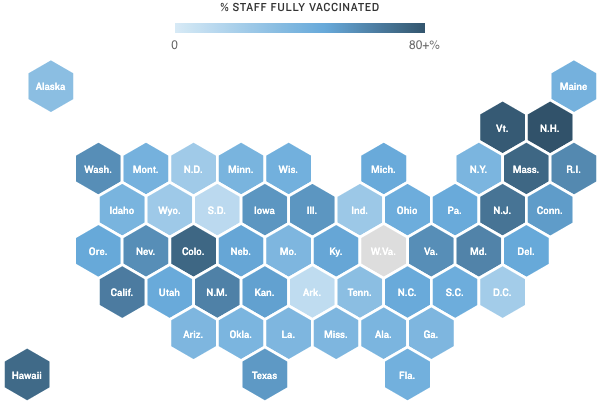 % STAFF FULLY VACCINATED
0 80+%
Alaska Maine
Vt. N.H.
Wash. Mont. N.D. Minn. Wis. Mich. N.Y. Mass. R.I.
Idaho Wyo. S.D. Iowa Ill. Ind. Ohio Pa. N.J. Conn.
Ore. Nev. Colo. Neb. Mo. Ky. W.Va. Va. Md. Del.
Calif. Utah N.M. Kan. Ark. Tenn. N.C. S.C. D.C.
Ariz. Okla. La. Miss. Ala. Ga.
Hawaii Texas Fla.